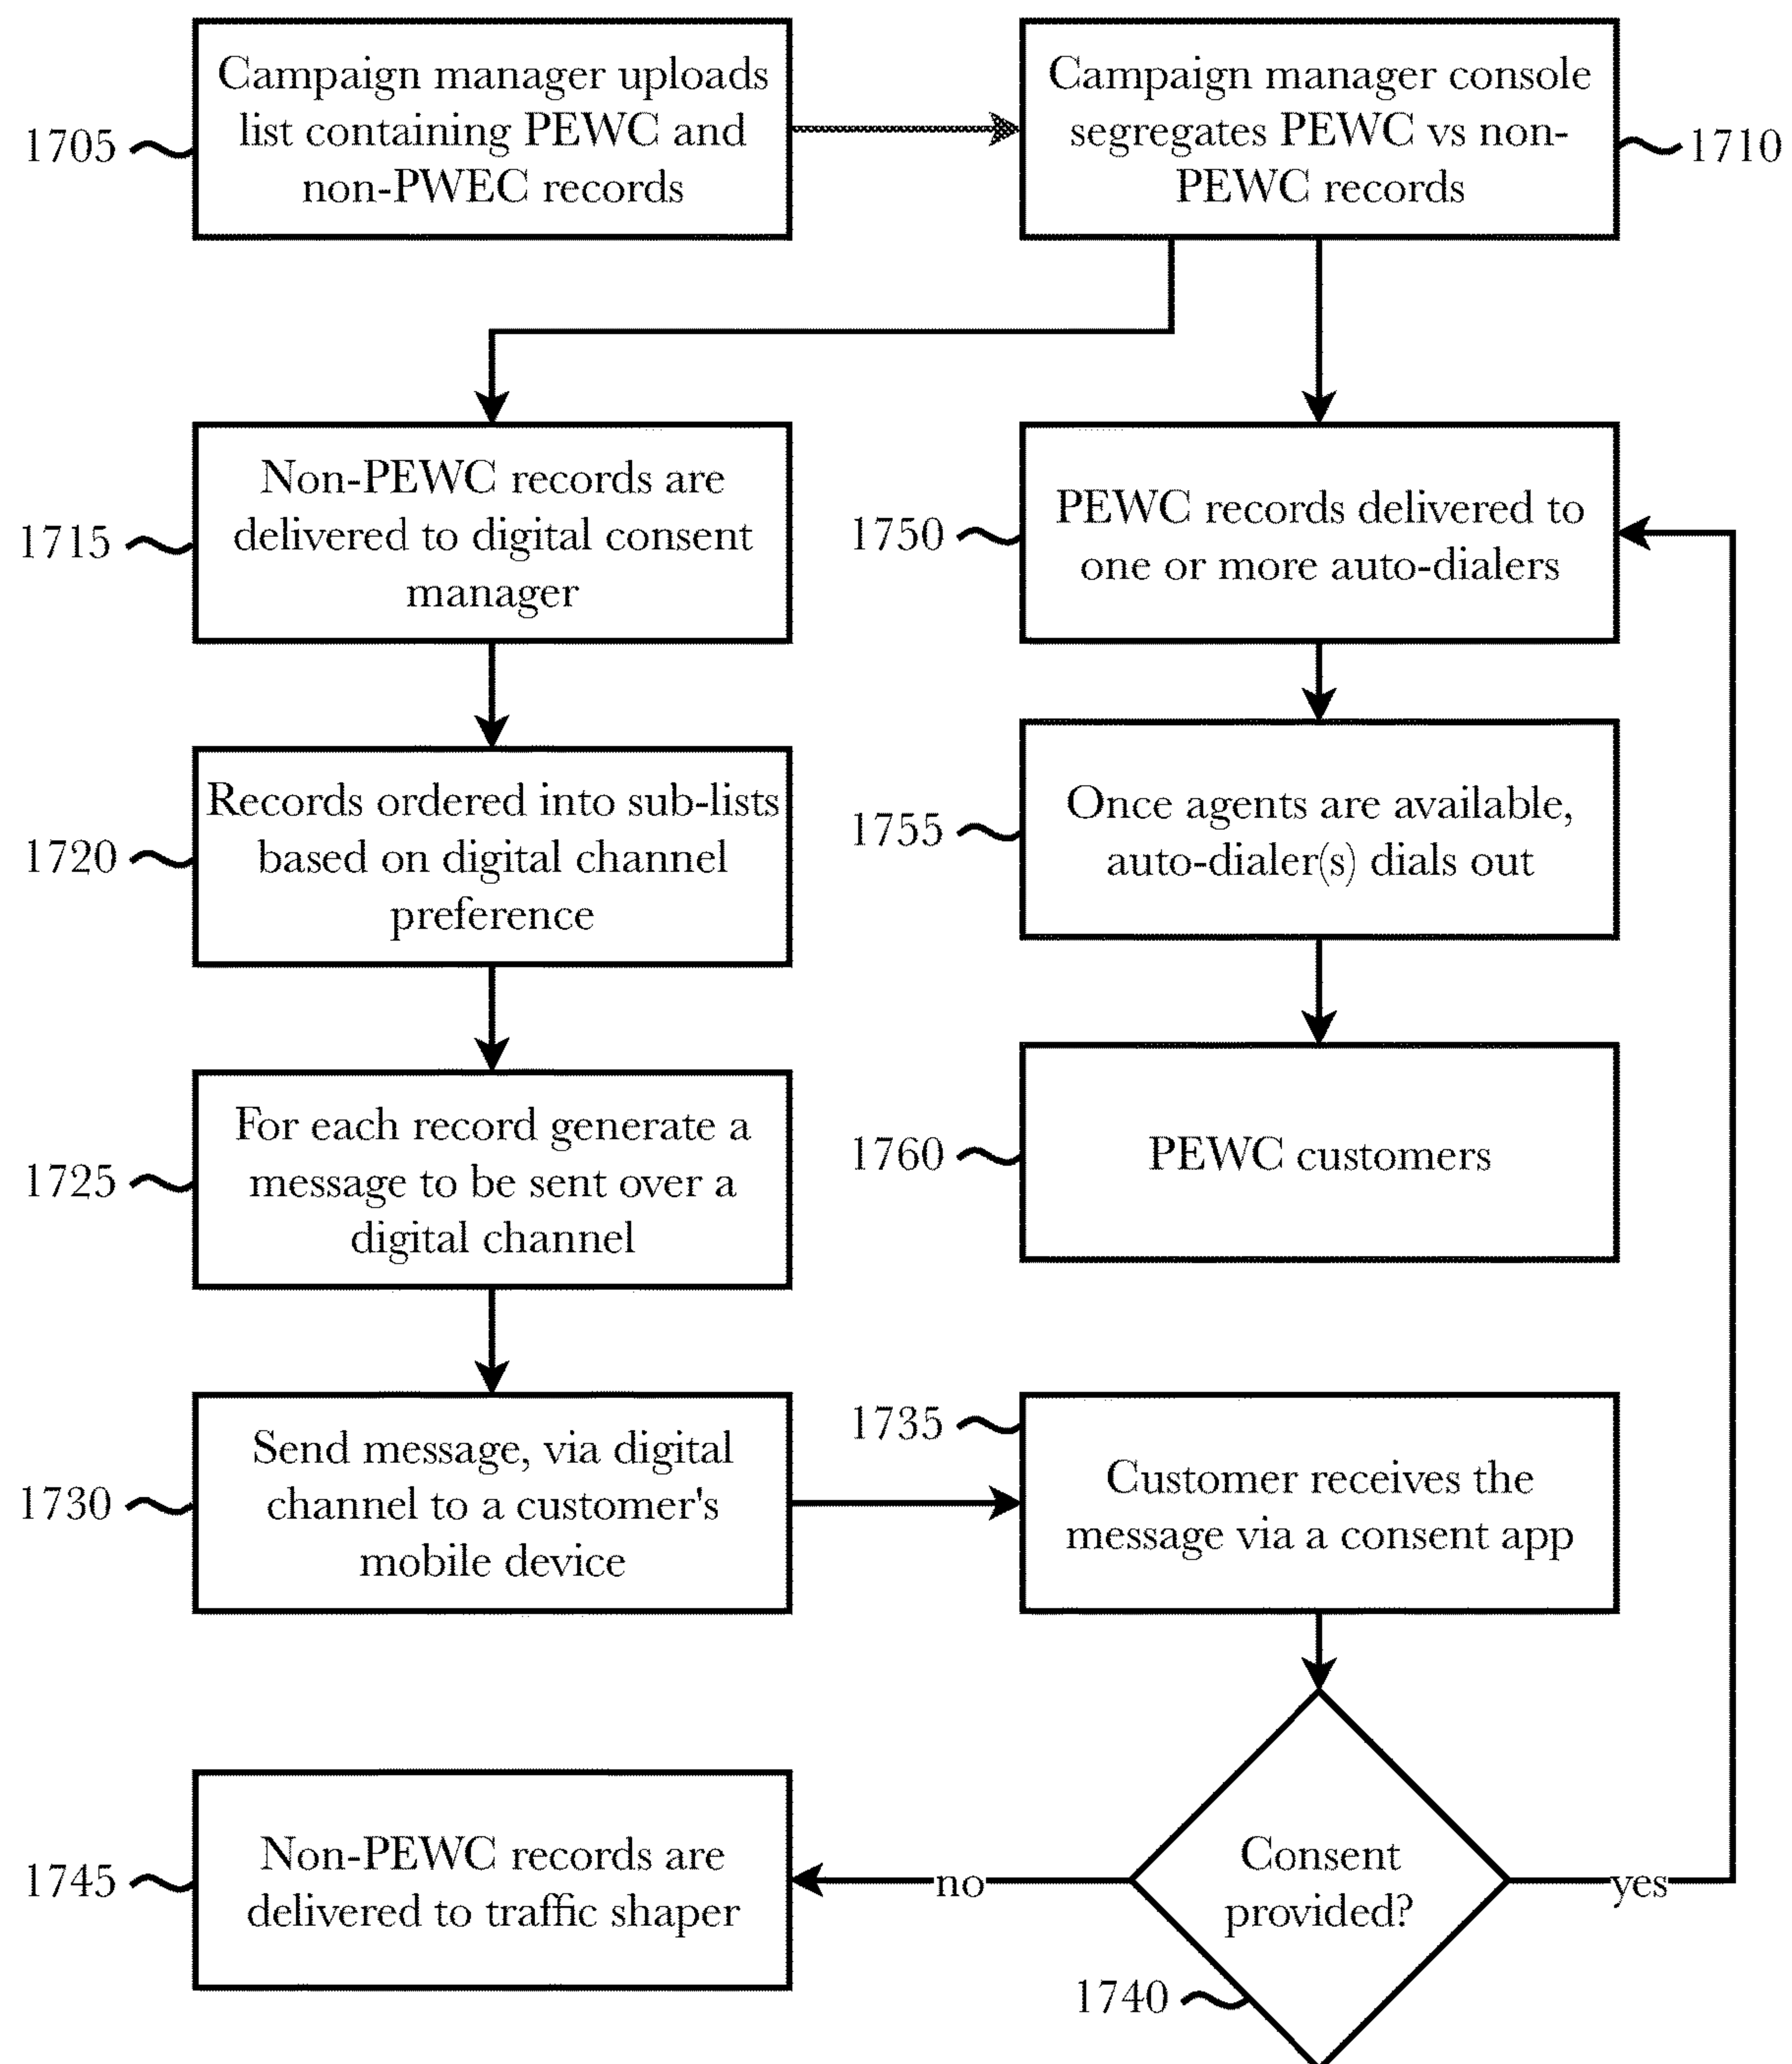 Campaign manager uploads
list containing PEWC and
non-PWEC records
1705
Campaign manager console
segregates PEWC vs non-
PEWC records
1710
Non-PEWC records are
delivered to digital consent
manager
1715
PEWC records delivered to
one or more auto-dialers
1750
Records ordered into sub-lists
based on digital channel
preference
1720
Once agents are available,
auto-dialer(s) dials out
1755
For each record generate a
message to be sent over a
digital channel
1725
PEWC customers
1760
Send message, via digital
channel to a customer's
mobile device
1730
Customer receives the
message via a consent app
1735
Non-PEWC records are
delivered to traffic shaper
1745
no
Consent
provided?
yes
1740